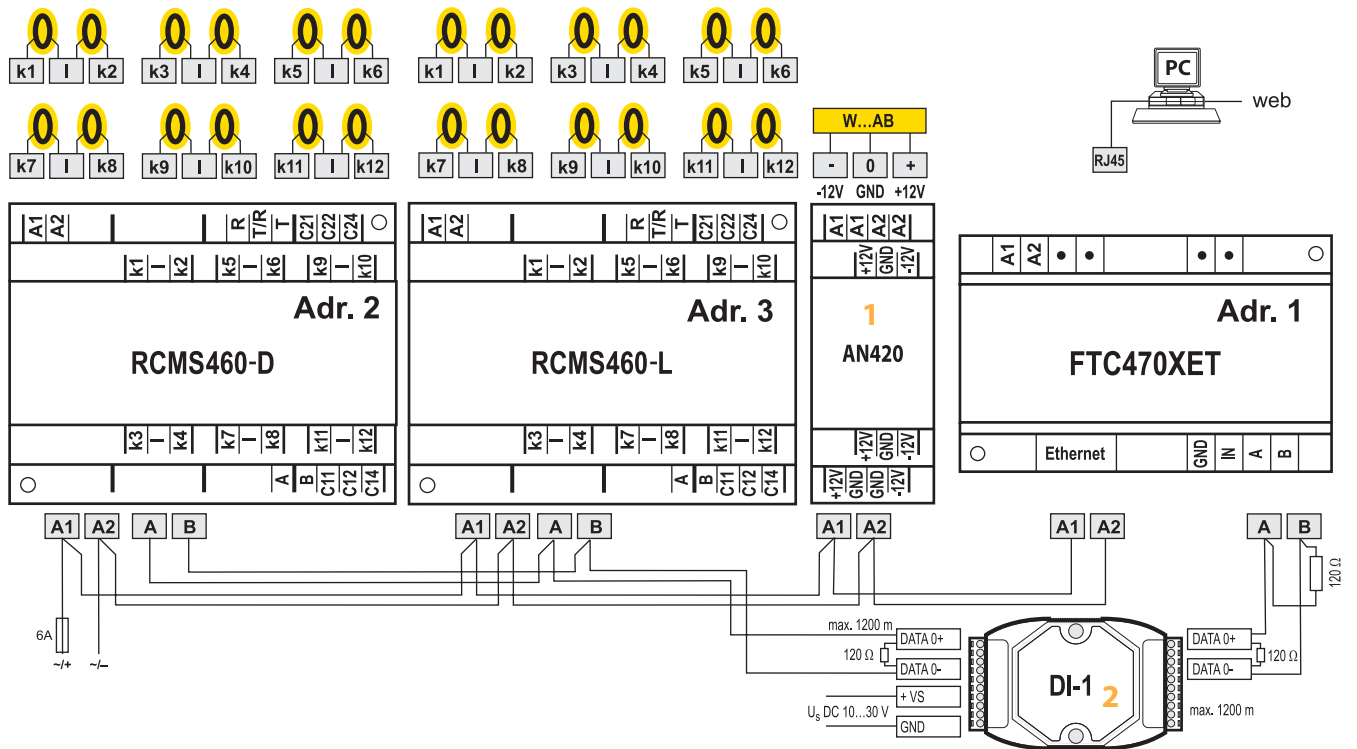 k1 I k2 k3 I k4 k5 I k6 k1 I k2 k3 I k4 k5 I k6
PC
web
RJ45
k7 I k8 k9 I k10 k11 I k12 k7 I k8 k9 I k10 k11 I k12
W...AB
- 0 +
-12V GND +12V
A1 A2 R T/R T C21 C22 C24
k1 I k2 k5 I k6 k9 I k10
Adr. 2
RCMS460-D
k3 I k4 k7 I k8 k11 I k12
A B C11 C12 C14
A1 A2 R T/R T C21 C22 C24
k1 I k2 k5 I k6 k9 I k10
Adr. 3
RCMS460-L
k3 I k4 k7 I k8 k11 I k12
A B C11 C12 C14
A1 A1 A2 A2
+12V GND -12V
1
AN420
+12V GND -12V
+12V GND GND -12V
A1 A2
Adr. 1
FTC470XET
Ethernet GND IN A B
A1 A2 A B A1 A2 A B A1 A2 A1 A2 A B
6A
~/+ ~/–
120 Ω
max. 1200 m
DATA 0+
120 Ω
DATA 0-
+ VS
Us DC 10...30 V
GND
DI-1 2
DATA 0+
120 Ω
DATA 0-
max. 1200 m